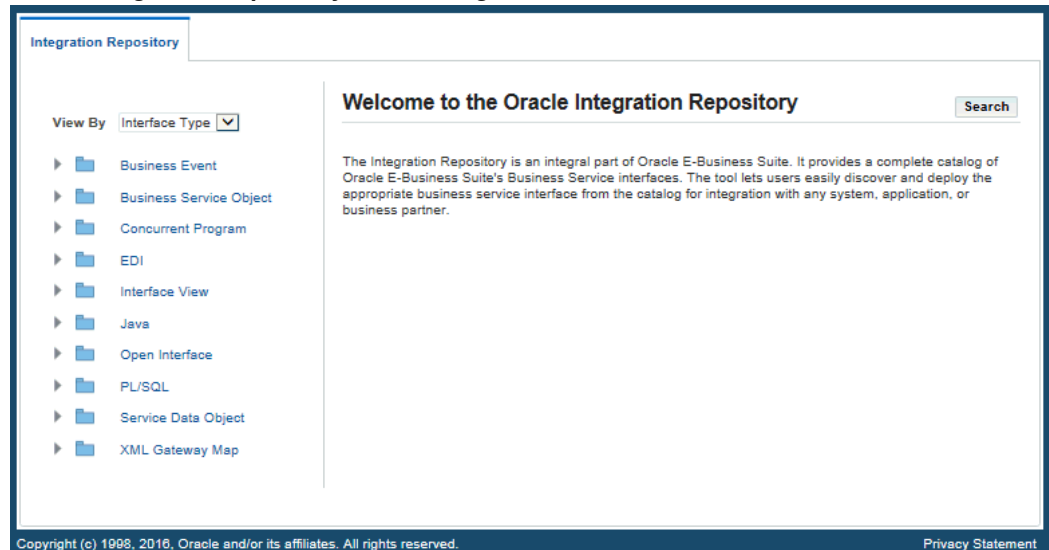 Integration Repository
View By Interface Type
Business Event
Business Service Object
Concurrent Program
EDI
Interface View
Java
Open Interface
PL/SQL
Service Data Object
XML Gateway Map
Welcome to the Oracle Integration Repository
Search
The Integration Repository is an integral part of Oracle E-Business Suite. It provides a complete catalog of
Oracle E-Business Suite's Business Service interfaces. The tool lets users easily discover and deploy the
appropriate business service interface from the catalog for integration with any system, application, or
business partner.
Copyright (c) 1998, 2016, Oracle and/or its affiliates. All rights reserved.
Privacy Statement